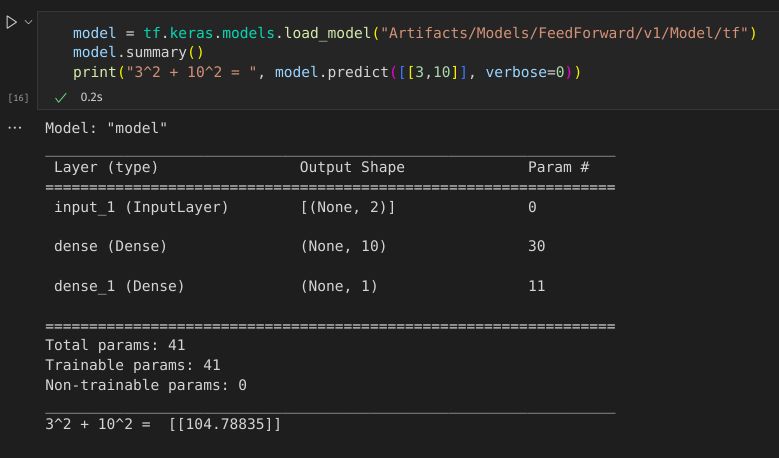 model = tf.keras.models.load_model("Artifacts/Models/FeedForward/v1/Model/tf")
model.summary()
print("3^2 + 10^2 = ", model.predict([[3,10]], verbose=0))
[16] 0.2s
... Model: "model"
_________________________________________________________________
Layer (type) Output Shape Param #
=================================================================
input_1 (InputLayer) [(None, 2)] 0
dense (Dense) (None, 10) 30
dense_1 (Dense) (None, 1) 11
=================================================================
Total params: 41
Trainable params: 41
Non-trainable params: 0
_________________________________________________________________
3^2 + 10^2 =  [[104.78835]]